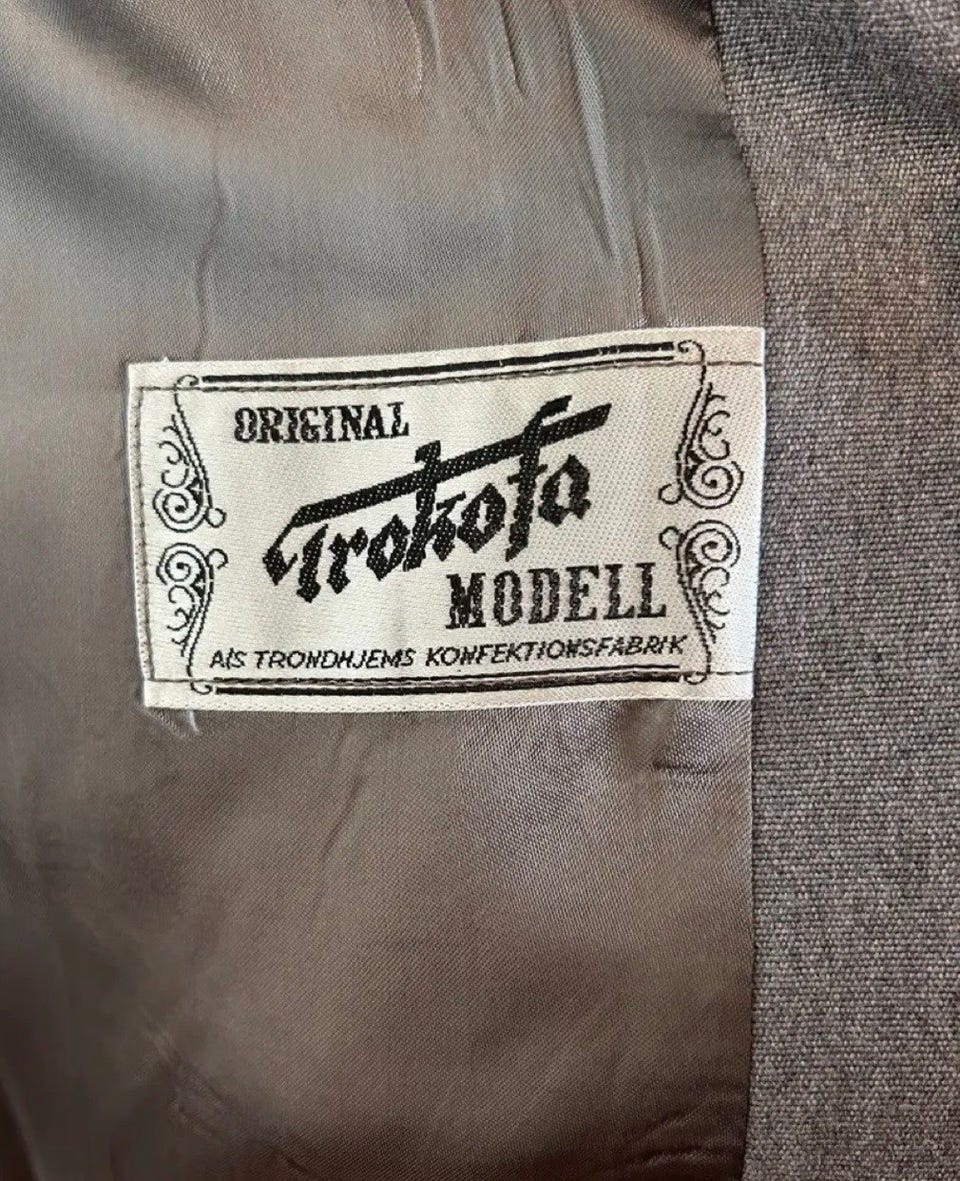 ORIGINAL
Trokofa
MODELL
A/S TRONDHJEMS KONFEKTIONSFABRIK